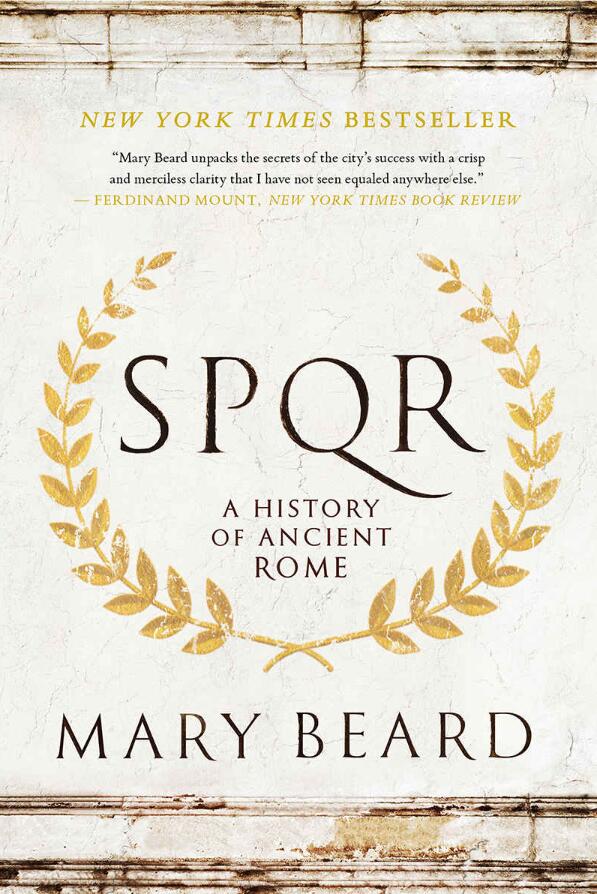 NEW YORK TIMES BESTSELLER
“Mary Beard unpacks the secrets of the city’s success with a crisp
and merciless clarity that I have not seen equaled anywhere else.”
— FERDINAND MOUNT, NEW YORK TIMES BOOK REVIEW
SPQR
A HISTORY
OF ANCIENT
ROME
MARY BEARD